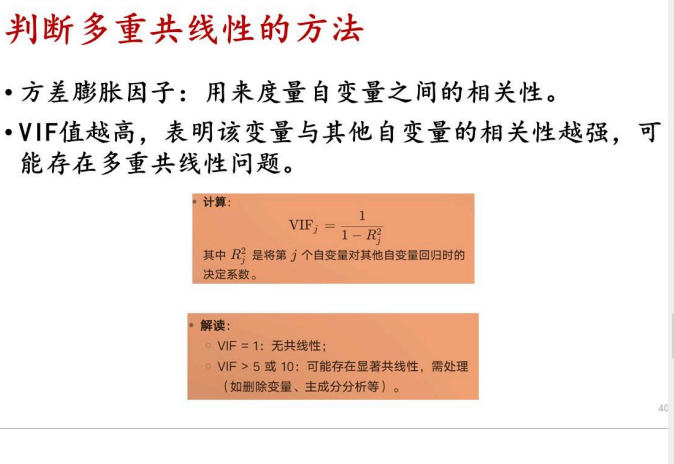 判断多重共线性的方法
• 方差膨胀因子：用来度量自变量之间的相关性。
• VIF值越高，表明该变量与其他自变量的相关性越强，可
能存在多重共线性问题。
• 计算：
VIF_j = 1 / (1 − R_j^2)
其中 R_j^2 是将第 j 个自变量对其他自变量回归时的
决定系数。
• 解读：
○ VIF = 1：无共线性；
○ VIF > 5 或 10：可能存在显著共线性，需处理
（如删除变量、主成分分析等）。
40